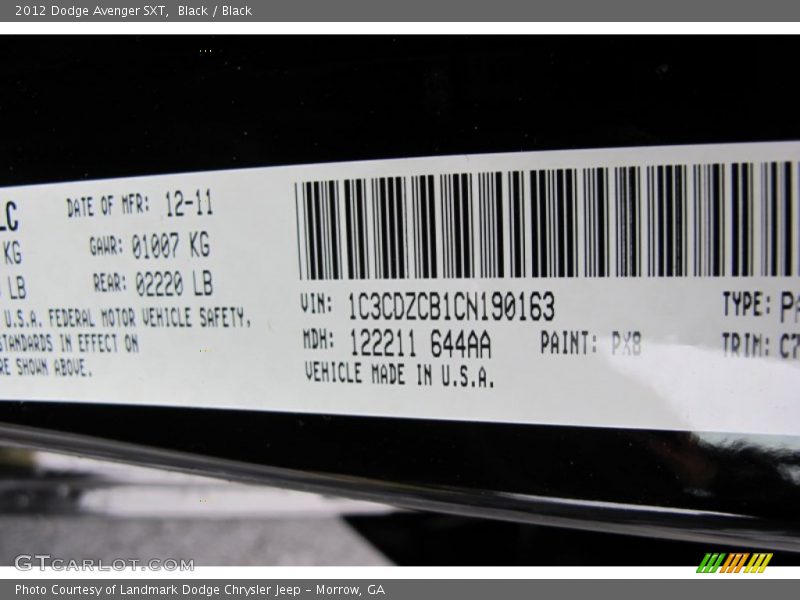 2012 Dodge Avenger SXT, Black / Black
LC
DATE OF MFR: 12-11
KG
GAWR: 01007 KG
LB
REAR: 02220 LB
U.S.A. FEDERAL MOTOR VEHICLE SAFETY,
STANDARDS IN EFFECT ON
RE SHOWN ABOVE.
VIN: 1C3CDZCB1CN190163
TYPE: PA
MDH: 122211 644AA
PAINT: PX8
TRIM: C7
VEHICLE MADE IN U.S.A.
GTCARLOT.COM
Photo Courtesy of Landmark Dodge Chrysler Jeep - Morrow, GA